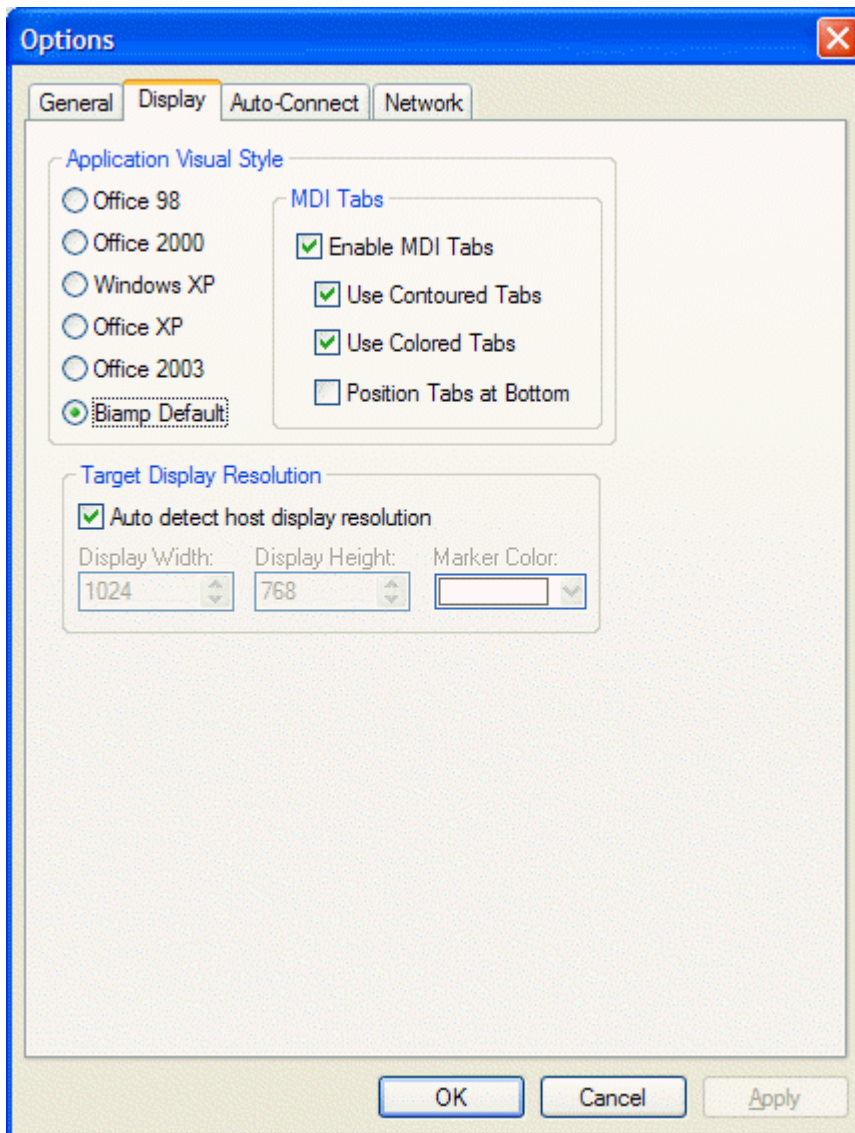 Options
General Display Auto-Connect Network
Application Visual Style
Office 98
Office 2000
Windows XP
Office XP
Office 2003
Biamp Default
MDI Tabs
Enable MDI Tabs
Use Contoured Tabs
Use Colored Tabs
Position Tabs at Bottom
Target Display Resolution
Auto detect host display resolution
Display Width: Display Height: Marker Color:
1024 768
OK Cancel Apply